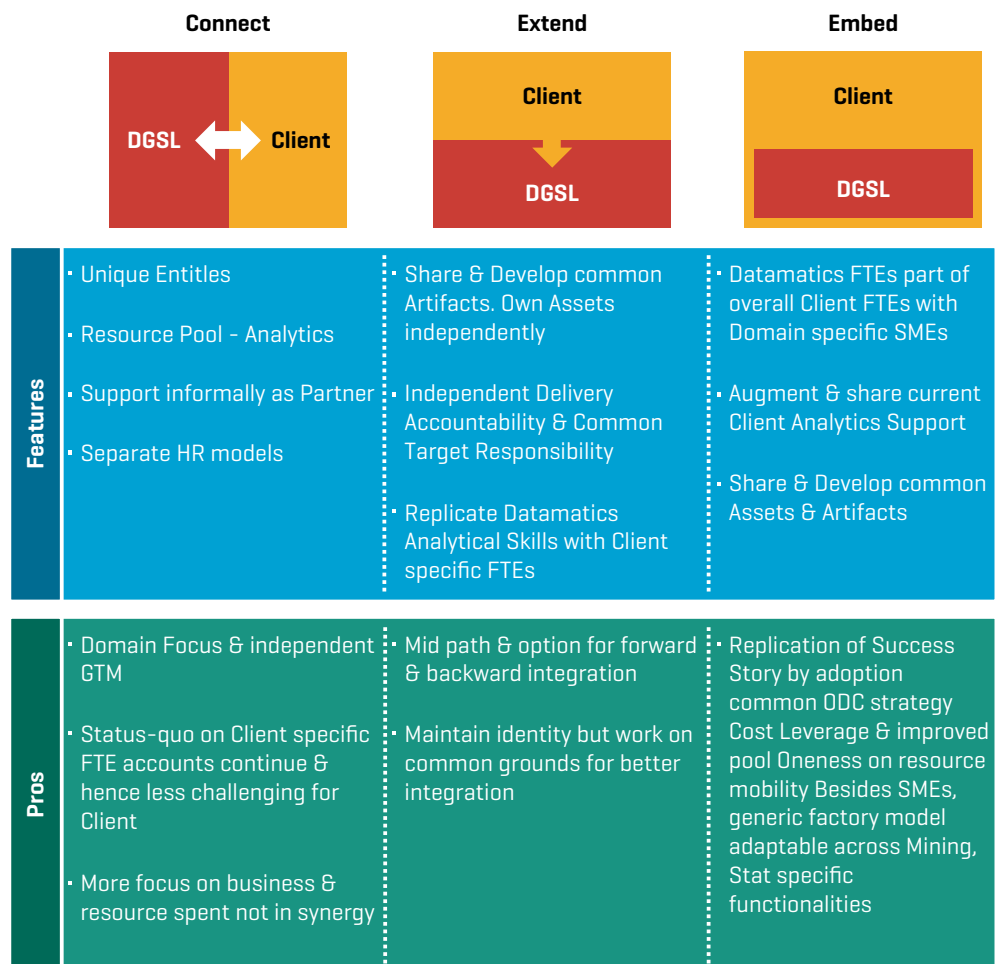 Connect
Extend
Embed
DGSL
Client
Client
DGSL
Client
DGSL
Features
· Unique Entitles
· Resource Pool - Analytics
· Support informally as Partner
· Separate HR models
· Share & Develop common
Artifacts. Own Assets
independently
· Independent Delivery
Accountability & Common
Target Responsibility
· Replicate Datamatics
Analytical Skills with Client
specific FTEs
· Datamatics FTEs part of
overall Client FTEs with
Domain specific SMEs
· Augment & share current
Client Analytics Support
· Share & Develop common
Assets & Artifacts
Pros
· Domain Focus & independent
GTM
· Status-quo on Client specific
FTE accounts continue &
hence less challenging for
Client
· More focus on business &
resource spent not in synergy
· Mid path & option for forward
& backward integration
· Maintain identity but work on
common grounds for better
integration
· Replication of Success
Story by adoption
common ODC strategy
Cost Leverage & improved
pool Oneness on resource
mobility Besides SMEs,
generic factory model
adaptable across Mining,
Stat specific
functionalities